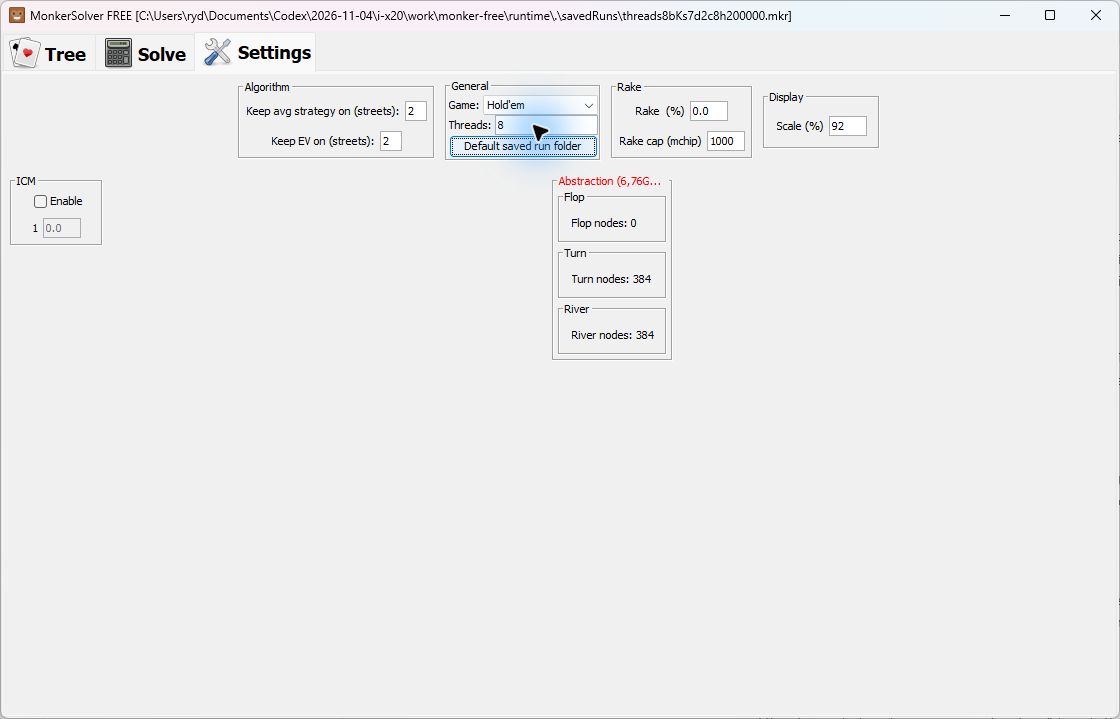 MonkerSolver FREE [C:\Users\ryd\Documents\Codex\2026-11-04\i-x20\work\monker-free\runtime\.\savedRuns\threads8bKs7d2c8h200000.mkr]
Tree Solve Settings
Algorithm
Keep avg strategy on (streets): 2
Keep EV on (streets): 2
General
Game: Hold'em
Threads: 8
Default saved run folder
Rake
Rake (%) 0.0
Rake cap (mchip) 1000
Display
Scale (%) 92
ICM
Enable
1 0.0
Abstraction (6,76G...
Flop
Flop nodes: 0
Turn
Turn nodes: 384
River
River nodes: 384